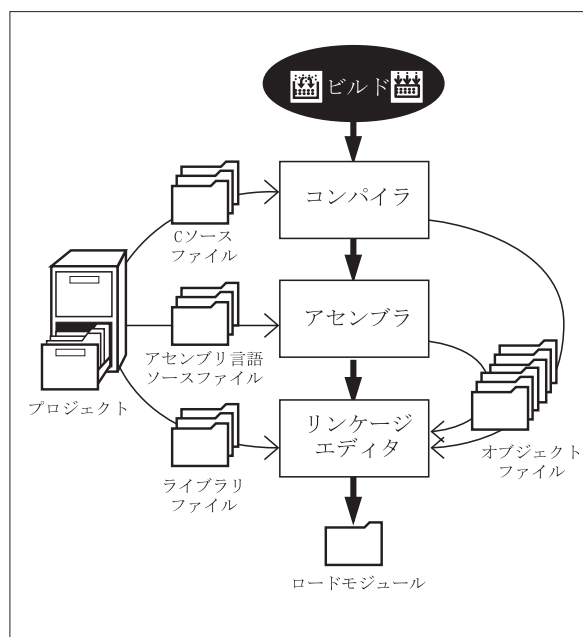 ビルド
コンパイラ
Cソース
ファイル
アセンブラ
アセンブリ言語
ソースファイル
プロジェクト
リンケージ
エディタ
オブジェクト
ファイル
ライブラリ
ファイル
ロードモジュール